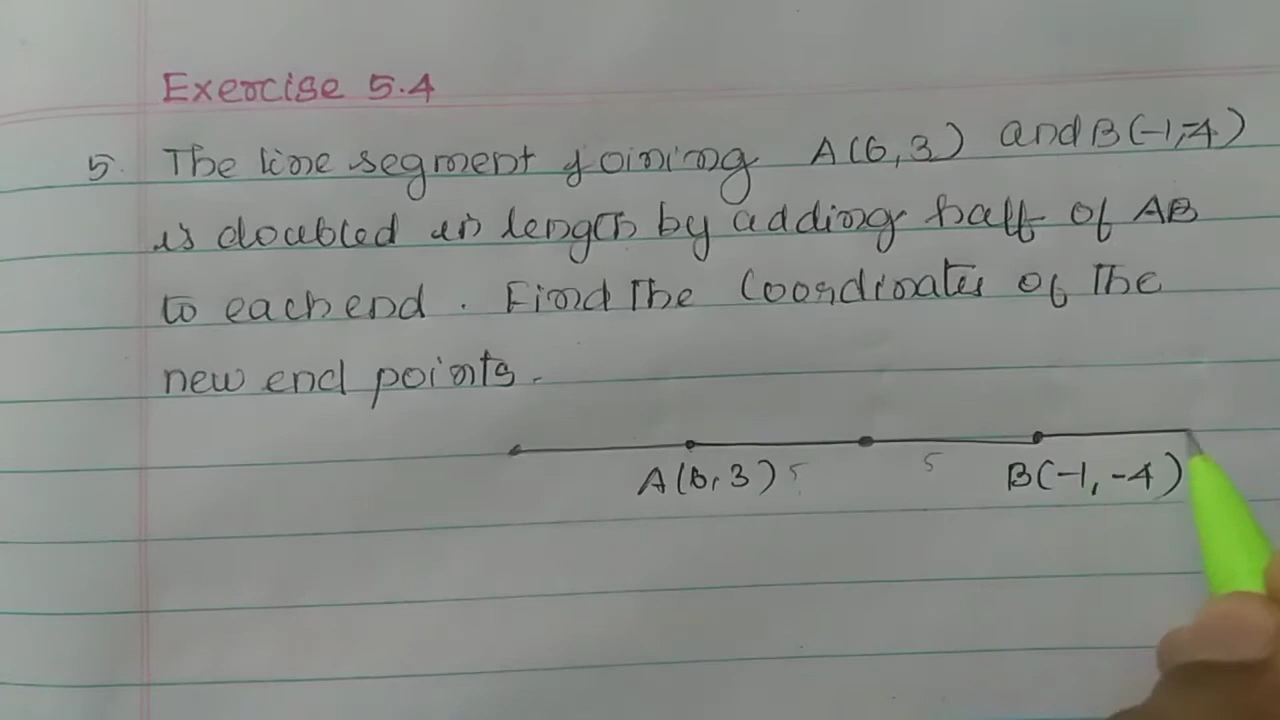 Exercise 5.4
5. The line segment joining A(6,3) and B(-1,-4)
is doubled in length by adding half of AB
to each end. Find The Coordinates of The
new end points.
5 5
A(6,3) B(-1,-4)